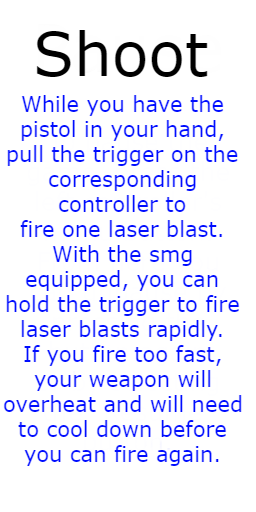 Shoot
While you have the
pistol in your hand,
pull the trigger on the
corresponding
controller to
fire one laser blast.
With the smg
equipped, you can
hold the trigger to fire
laser blasts rapidly.
If you fire too fast,
your weapon will
overheat and will need
to cool down before
you can fire again.